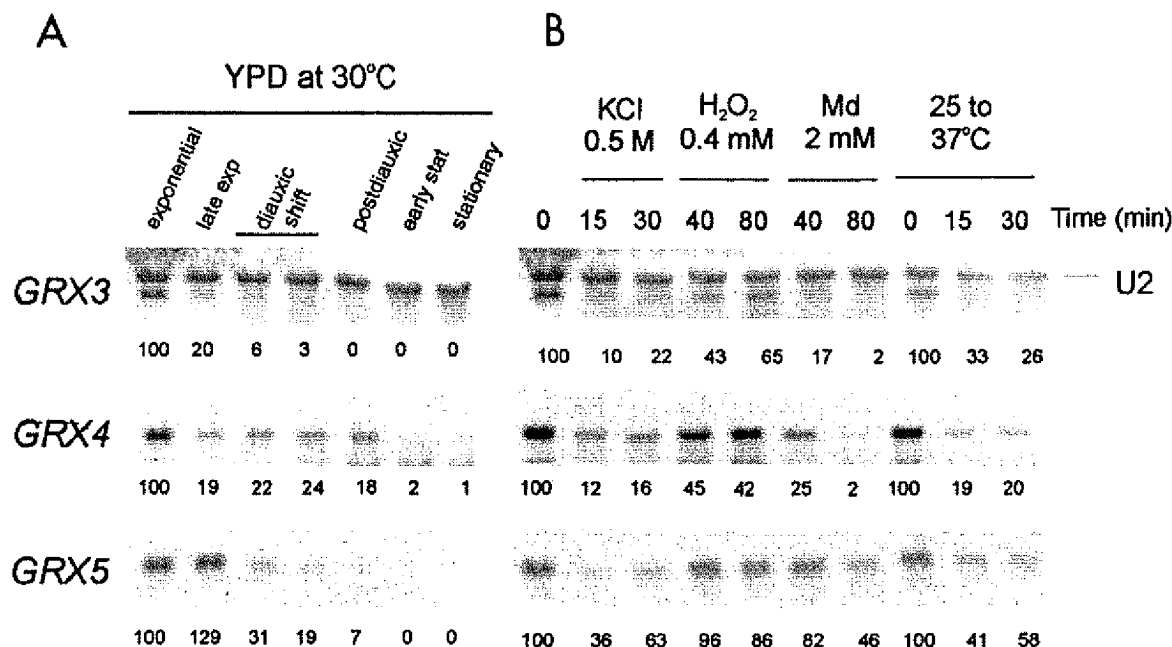 A
B
YPD at 30°C
KCl 0.5 M
H₂O₂ 0.4 mM
Md 2 mM
25 to 37°C
exponential
late exp
diauxic shift
postdiauxic
early stat
stationary
0 15 30 40 80 40 80 0 15 30 Time (min)
GRX3
U2
100 20 6 3 0 0 0
100 10 22 43 65 17 2 100 33 26
GRX4
100 19 22 24 18 2 1
100 12 16 45 42 25 2 100 19 20
GRX5
100 129 31 19 7 0 0
100 36 63 96 86 82 46 100 41 58